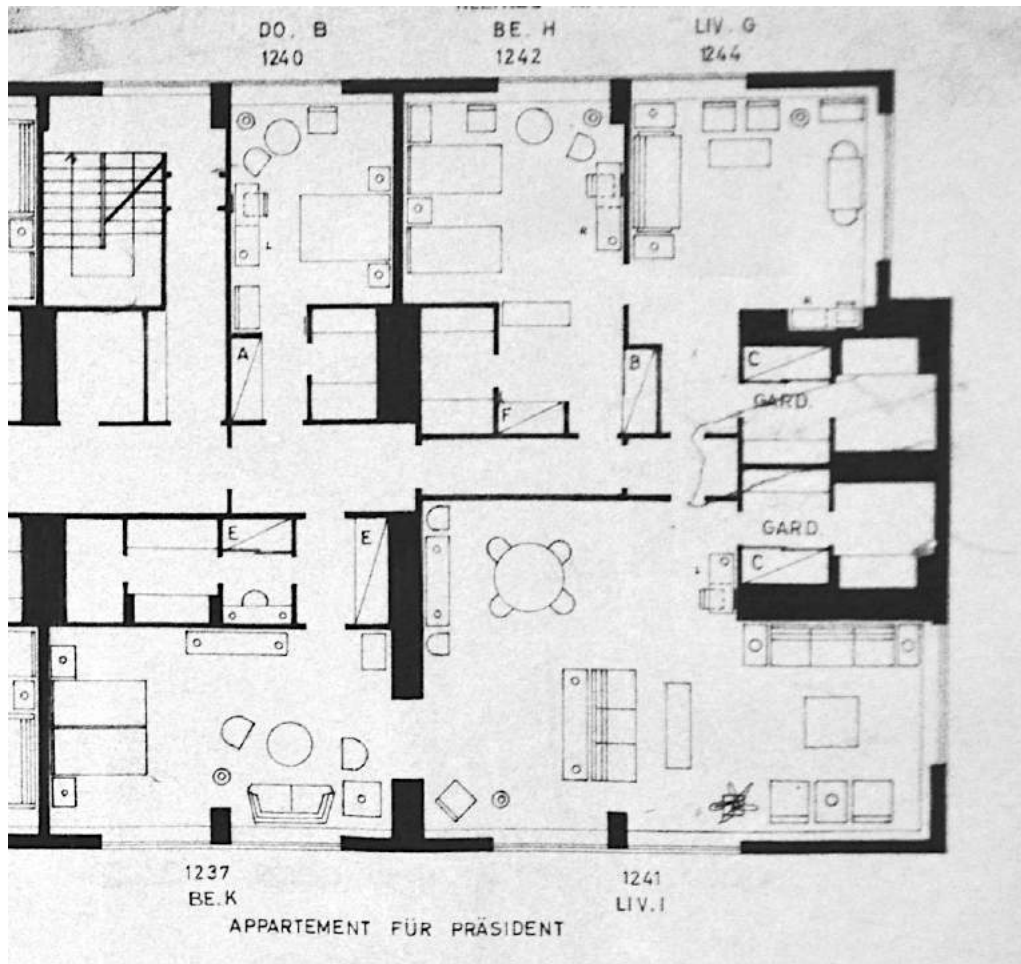 DO. B
1240
BE. H
1242
LIV. G
1244
L
R
R
A
B
C
F
GARD.
E
E
GARD.
C
L
1237
BE.K
1241
LIV.I
APPARTEMENT FÜR PRÄSIDENT